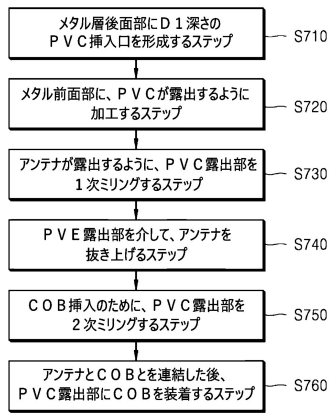 メタル層後面部にD1深さの
PVC挿入口を形成するステップ
S710
メタル前面部に、PVCが露出するように
加工するステップ
S720
アンテナが露出するように、PVC露出部を
1次ミリングするステップ
S730
PVE露出部を介して、アンテナを
抜き上げるステップ
S740
COB挿入のために、PVC露出部を
2次ミリングするステップ
S750
アンテナとCOBとを連結した後、
PVC露出部にCOBを装着するステップ
S760